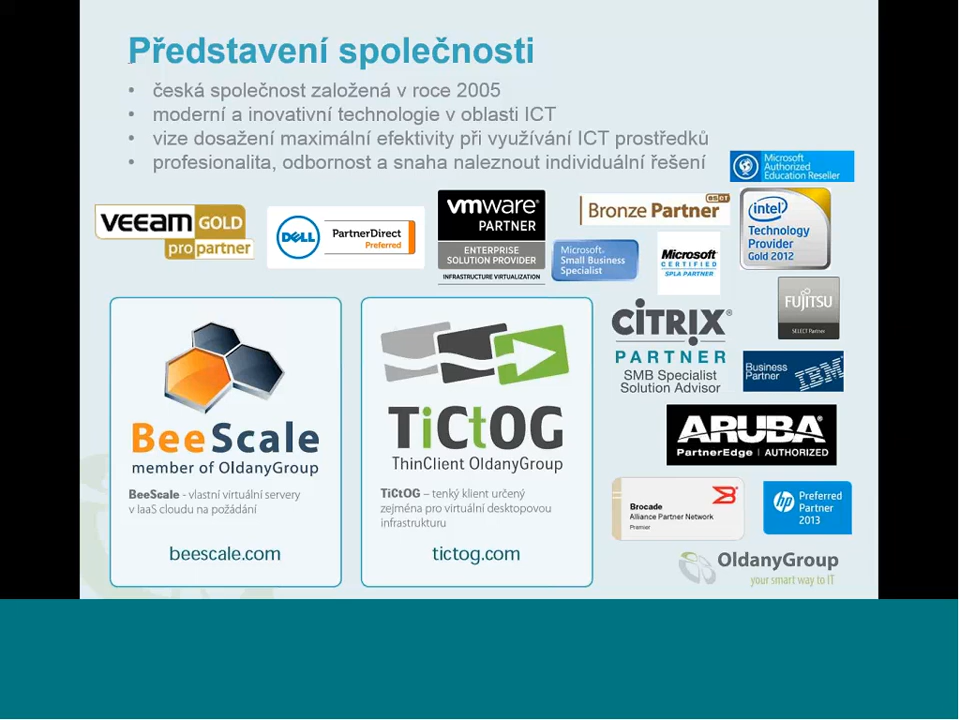 Představení společnosti
• česká společnost založená v roce 2005
• moderní a inovativní technologie v oblasti ICT
• vize dosažení maximální efektivity při využívání ICT prostředků
• profesionalita, odbornost a snaha naleznout individuální řešení
Microsoft
Authorized
Education Reseller
veeAM GOLD
propartner
DELL
PartnerDirect
Preferred
vmware®
PARTNER
ENTERPRISE
SOLUTION PROVIDER
INFRASTRUCTURE VIRTUALIZATION
Microsoft®
Small Business
Specialist
eseT
Bronze Partner
Microsoft
CERTIFIED
SPLA PARTNER
intel
Technology
Provider
Gold 2012
FUJITSU
SELECT Partner
CITRIX®
PARTNER
SMB Specialist
Solution Advisor
Business
Partner
IBM
ARUBA®
PartnerEdge | AUTHORIZED
Brocade
Alliance Partner Network
Premier
hp
Preferred
Partner
2013
BeeScale
member of OldanyGroup
BeeScale - vlastní virtuální servery
v IaaS cloudu na požádání
beescale.com
TiCtOG
ThinClient OldanyGroup
TiCtOG – tenký klient určený
zejména pro virtuální desktopovou
infrastrukturu
tictog.com
OldanyGroup
your smart way to IT